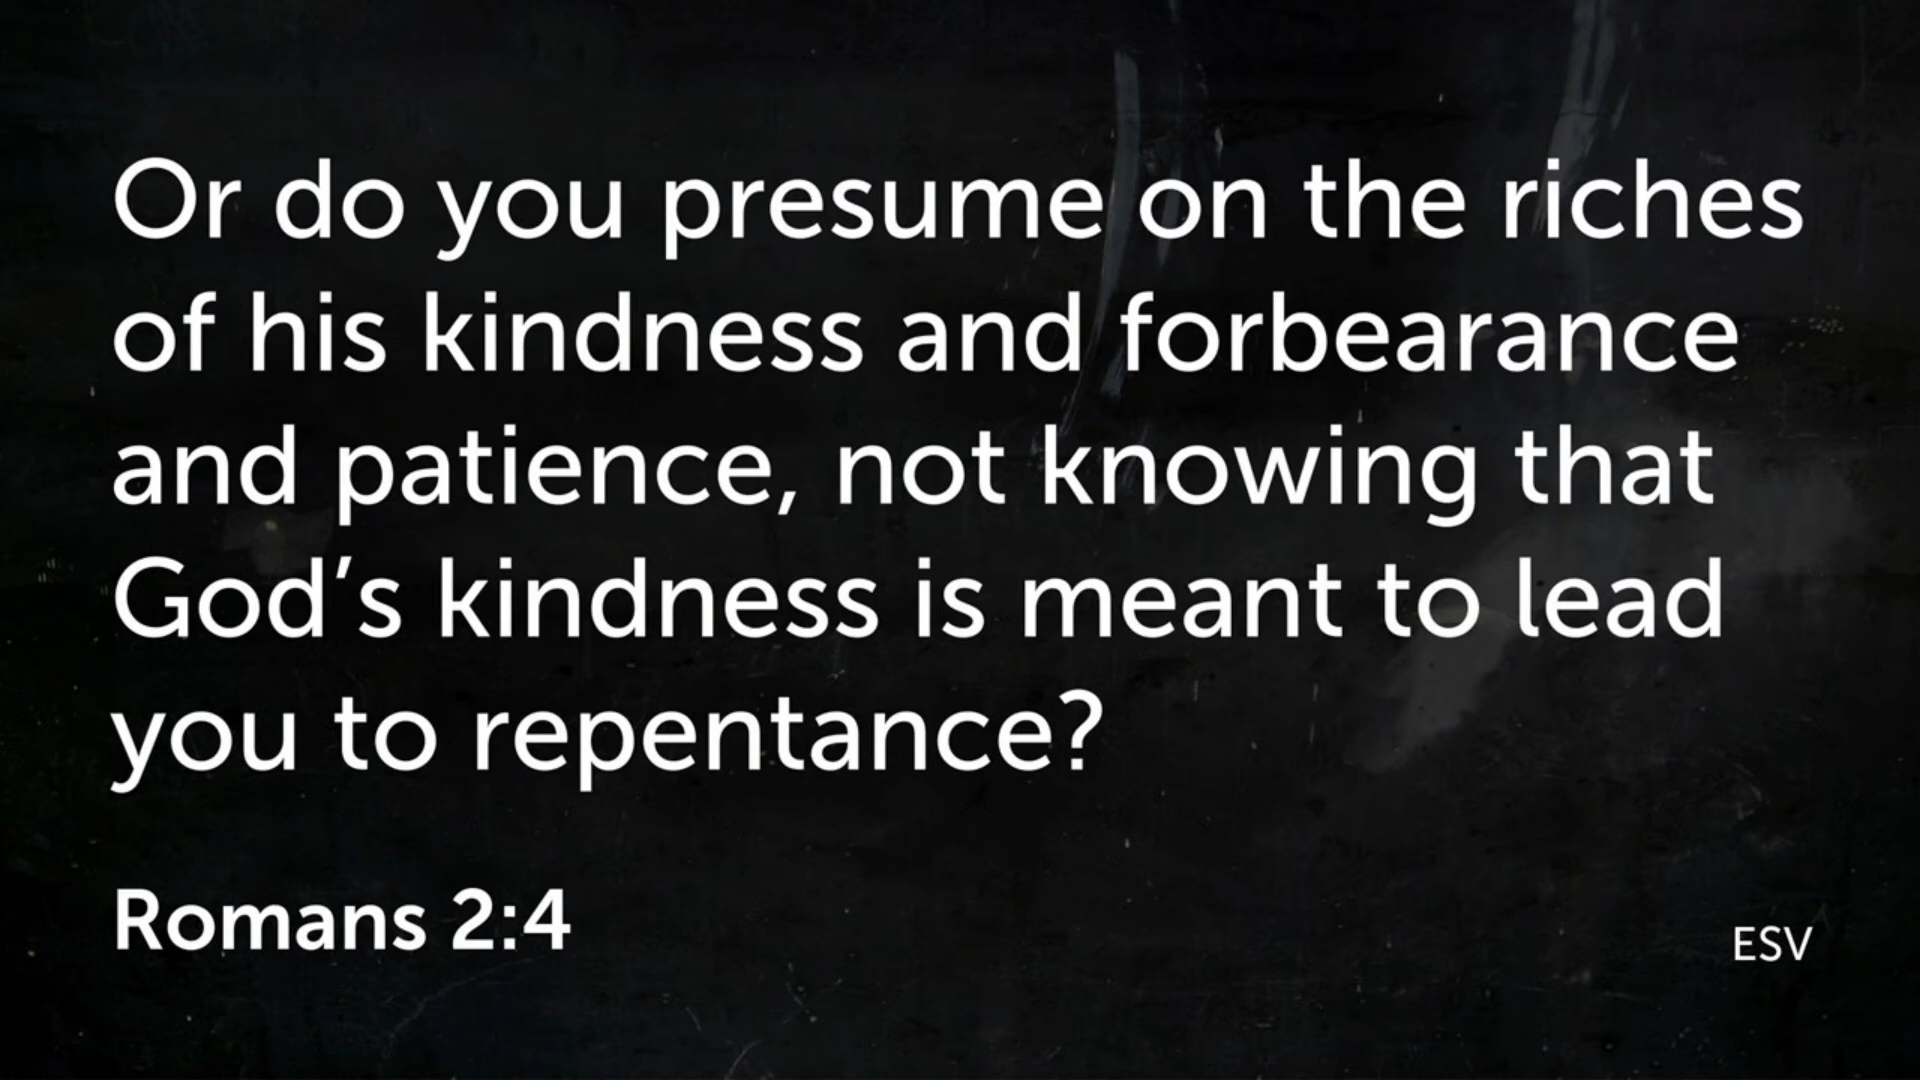 Or do you presume on the riches
of his kindness and forbearance
and patience, not knowing that
God’s kindness is meant to lead
you to repentance?
Romans 2:4
ESV